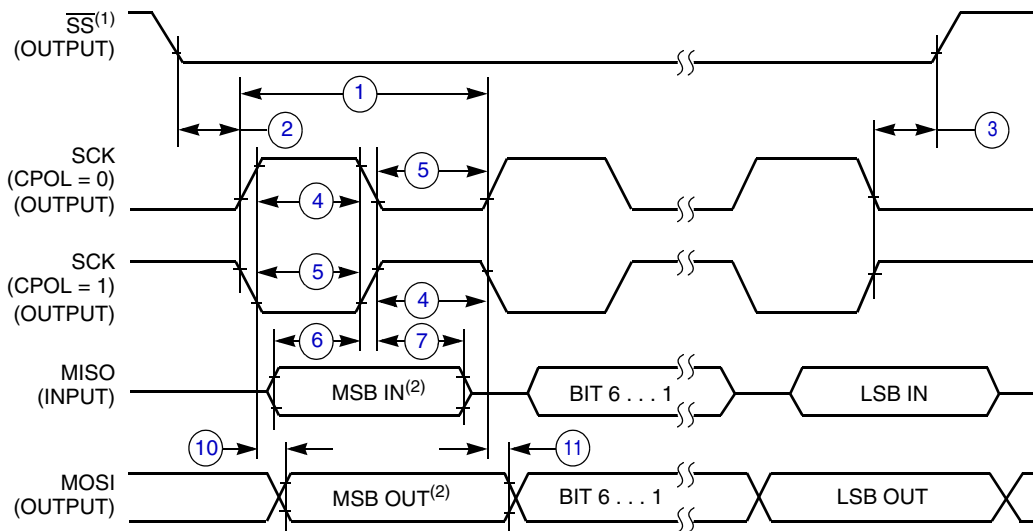 SS(1)
(OUTPUT)
1
2
3
SCK
(CPOL = 0)
(OUTPUT)
5
4
SCK
(CPOL = 1)
(OUTPUT)
5
4
6
7
MISO
(INPUT)
MSB IN(2)
BIT 6 . . . 1
LSB IN
10
11
MOSI
(OUTPUT)
MSB OUT(2)
BIT 6 . . . 1
LSB OUT